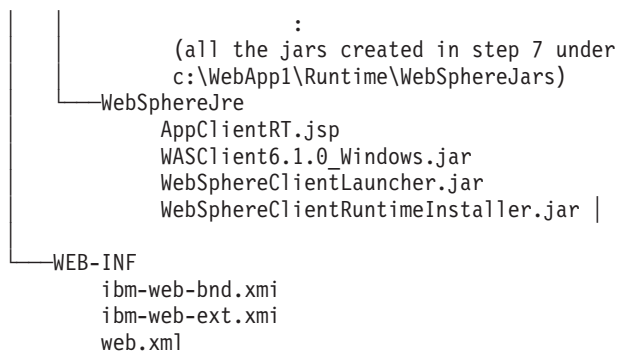 :
(all the jars created in step 7 under
c:\WebApp1\Runtime\WebSphereJars)
WebSphereJre
AppClientRT.jsp
WASClient6.1.0_Windows.jar
WebSphereClientLauncher.jar
WebSphereClientRuntimeInstaller.jar |
WEB-INF
ibm-web-bnd.xmi
ibm-web-ext.xmi
web.xml